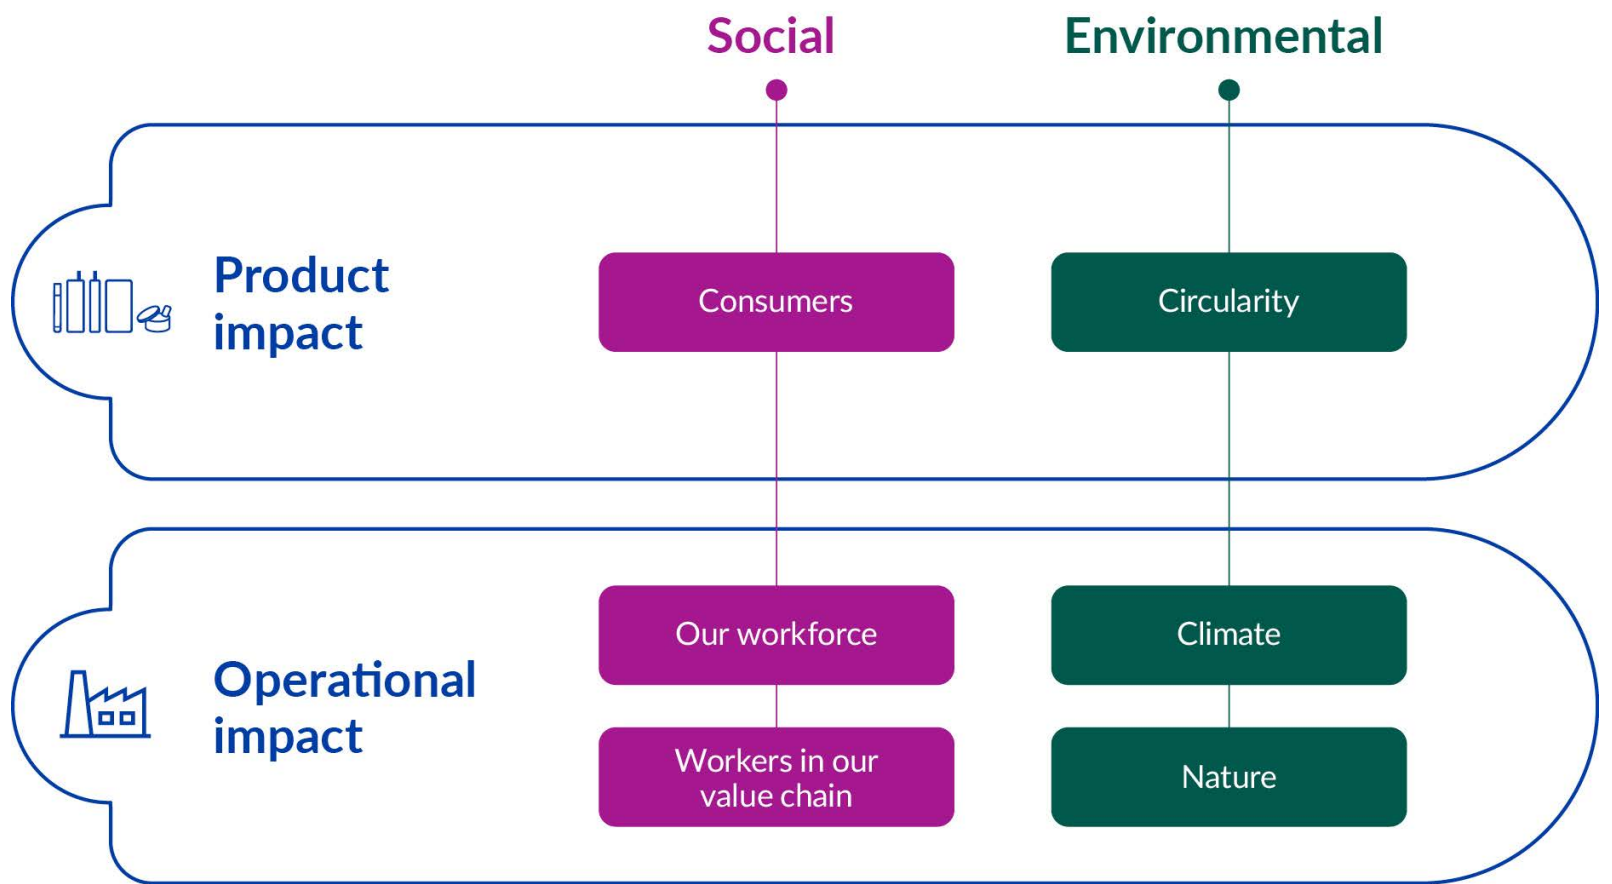 Social
Environmental
Product
impact
Consumers
Circularity
Operational
impact
Our workforce
Climate
Workers in our
value chain
Nature